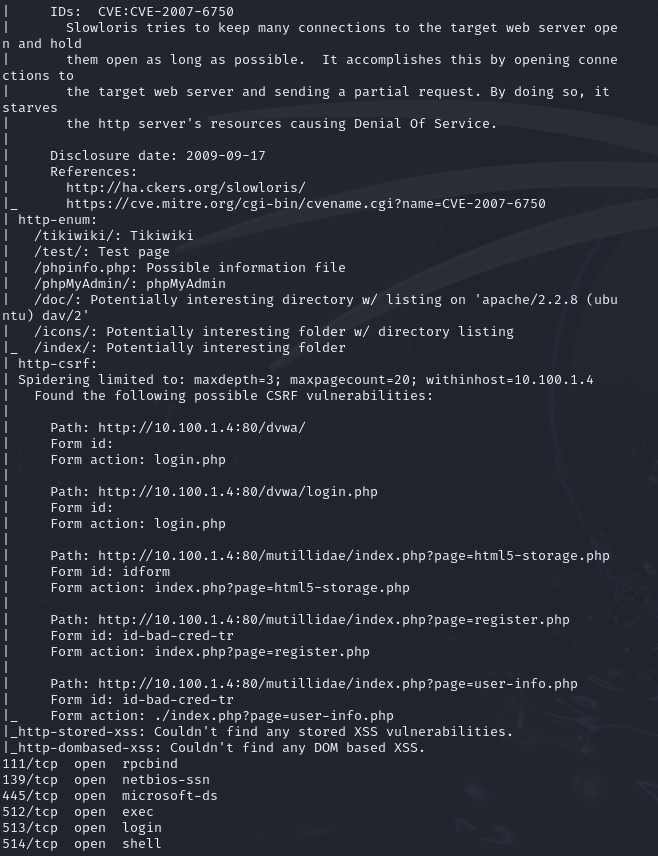 |     IDs:  CVE:CVE-2007-6750
|       Slowloris tries to keep many connections to the target web server ope
n and hold
|       them open as long as possible.  It accomplishes this by opening conne
ctions to
|       the target web server and sending a partial request. By doing so, it
starves
|       the http server's resources causing Denial Of Service.
|
|     Disclosure date: 2009-09-17
|     References:
|       http://ha.ckers.org/slowloris/
|_      https://cve.mitre.org/cgi-bin/cvename.cgi?name=CVE-2007-6750
| http-enum:
|   /tikiwiki/: Tikiwiki
|   /test/: Test page
|   /phpinfo.php: Possible information file
|   /phpMyAdmin/: phpMyAdmin
|   /doc/: Potentially interesting directory w/ listing on 'apache/2.2.8 (ubu
ntu) dav/2'
|   /icons/: Potentially interesting folder w/ directory listing
|_  /index/: Potentially interesting folder
| http-csrf:
| Spidering limited to: maxdepth=3; maxpagecount=20; withinhost=10.100.1.4
|   Found the following possible CSRF vulnerabilities:
|
|     Path: http://10.100.1.4:80/dvwa/
|     Form id:
|     Form action: login.php
|
|     Path: http://10.100.1.4:80/dvwa/login.php
|     Form id:
|     Form action: login.php
|
|     Path: http://10.100.1.4:80/mutillidae/index.php?page=html5-storage.php
|     Form id: idform
|     Form action: index.php?page=html5-storage.php
|
|     Path: http://10.100.1.4:80/mutillidae/index.php?page=register.php
|     Form id: id-bad-cred-tr
|     Form action: index.php?page=register.php
|
|     Path: http://10.100.1.4:80/mutillidae/index.php?page=user-info.php
|     Form id: id-bad-cred-tr
|_    Form action: ./index.php?page=user-info.php
|_http-stored-xss: Couldn't find any stored XSS vulnerabilities.
|_http-dombased-xss: Couldn't find any DOM based XSS.
111/tcp  open  rpcbind
139/tcp  open  netbios-ssn
445/tcp  open  microsoft-ds
512/tcp  open  exec
513/tcp  open  login
514/tcp  open  shell